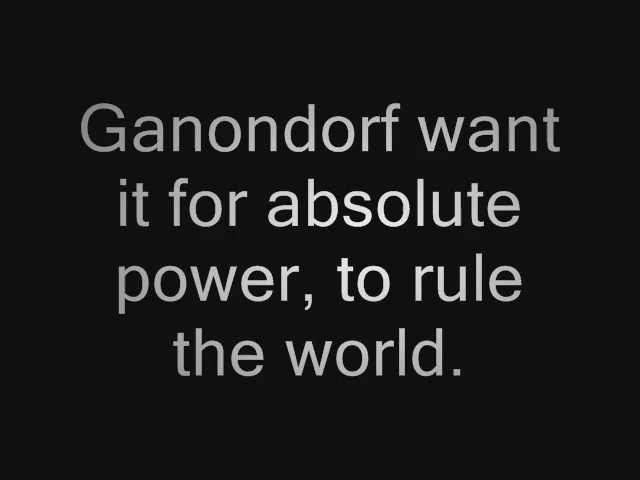 Ganondorf want
it for absolute
power, to rule
the world.